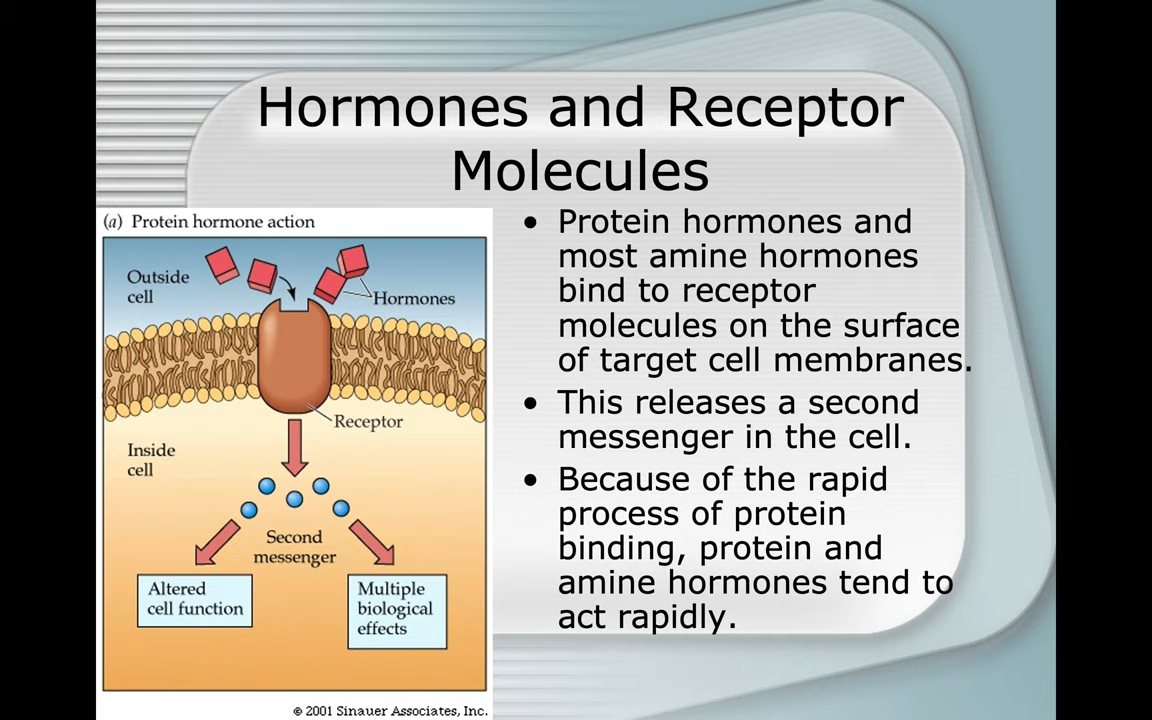 Hormones and Receptor
Molecules
(a) Protein hormone action
Outside
cell
Hormones
Receptor
Inside
cell
Second
messenger
Altered
cell function
Multiple
biological
effects
© 2001 Sinauer Associates, Inc.
• Protein hormones and
most amine hormones
bind to receptor
molecules on the surface
of target cell membranes.
• This releases a second
messenger in the cell.
• Because of the rapid
process of protein
binding, protein and
amine hormones tend to
act rapidly.